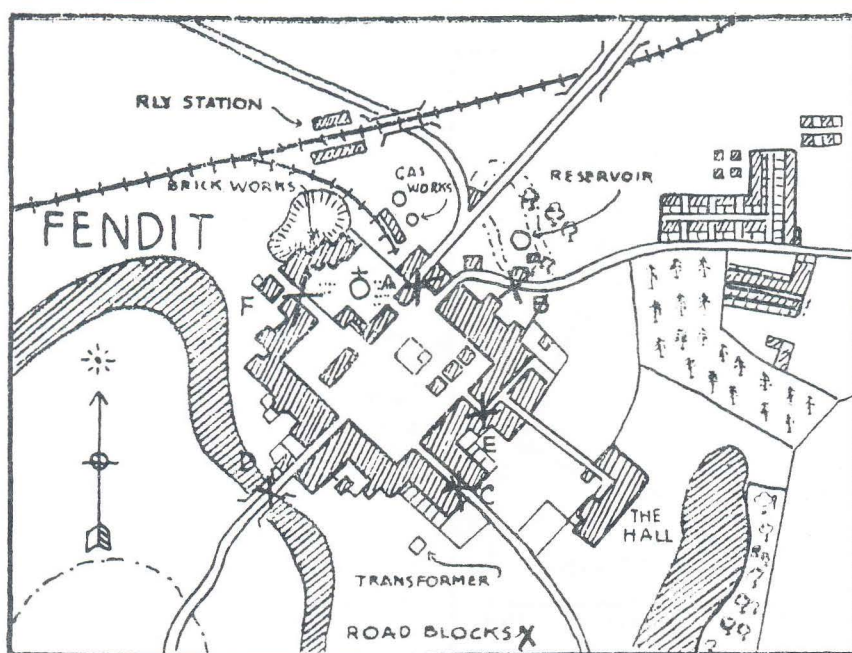 RLY STATION
GAS
WORKS
BRICK WORKS
RESERVOIR
FENDIT
A
B
F
E
D
C
THE
HALL
TRANSFORMER
ROAD BLOCKS X